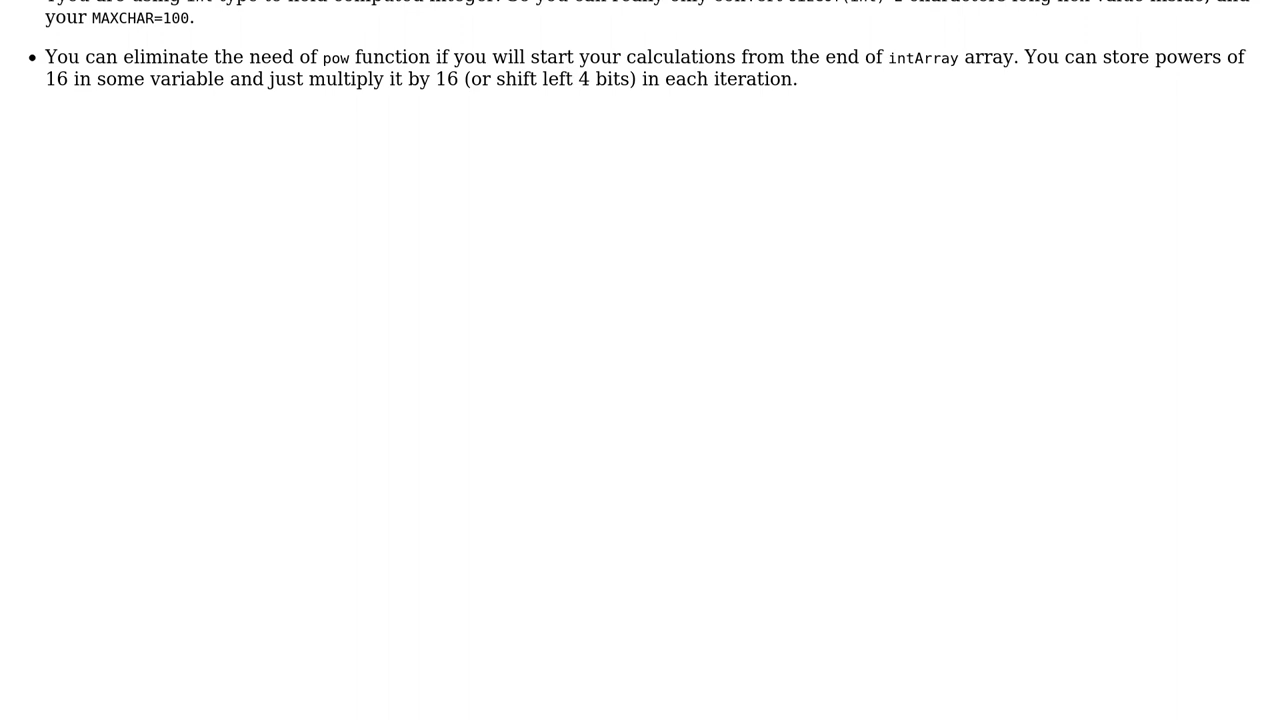 your MAXCHAR=100.
• You can eliminate the need of pow function if you will start your calculations from the end of intArray array. You can store powers of
16 in some variable and just multiply it by 16 (or shift left 4 bits) in each iteration.